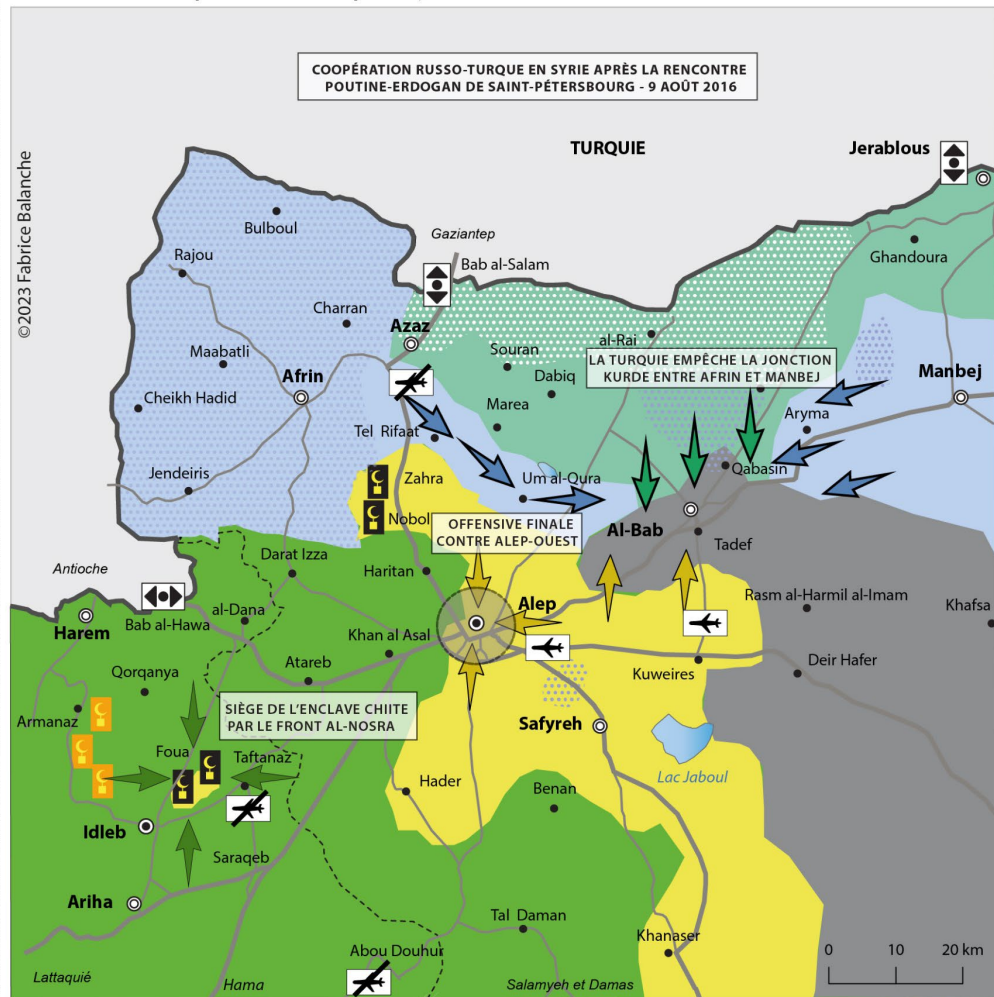 COOPÉRATION RUSSO-TURQUE EN SYRIE APRÈS LA RENCONTRE
POUTINE-ERDOGAN DE SAINT-PÉTERSBOURG - 9 AOÛT 2016
©2023 Fabrice Balanche
TURQUIE
Jerablous
Bulboul
Gaziantep
Ghandoura
Rajou
Bab al-Salam
Charran
Azaz
al-Rai
Maabatli
Souran
LA TURQUIE EMPÊCHE LA JONCTION
KURDE ENTRE AFRIN ET MANBEJ
Afrin
Dabiq
Manbej
Cheikh Hadid
Marea
Aryma
Tel Rifaat
Jendeiris
Zahra
Um al-Qura
Qabasin
Nobol
OFFENSIVE FINALE
CONTRE ALEP-OUEST
Al-Bab
Tadef
Darat Izza
Antioche
Haritan
al-Dana
Alep
Rasm al-Harmil al-Imam
Khafsa
Harem
Bab al-Hawa
Khan al Asal
Atareb
Kuweires
Deir Hafer
Qorqanya
SIÈGE DE L'ENCLAVE CHIITE
PAR LE FRONT AL-NOSRA
Armanaz
Safyreh
Foua
Taftanaz
Lac Jaboul
Hader
Benan
Idleb
Saraqeb
Ariha
Tal Daman
Khanaser
Abou Douhur
0 10 20 km
Lattaquié
Hama
Salamyeh et Damas